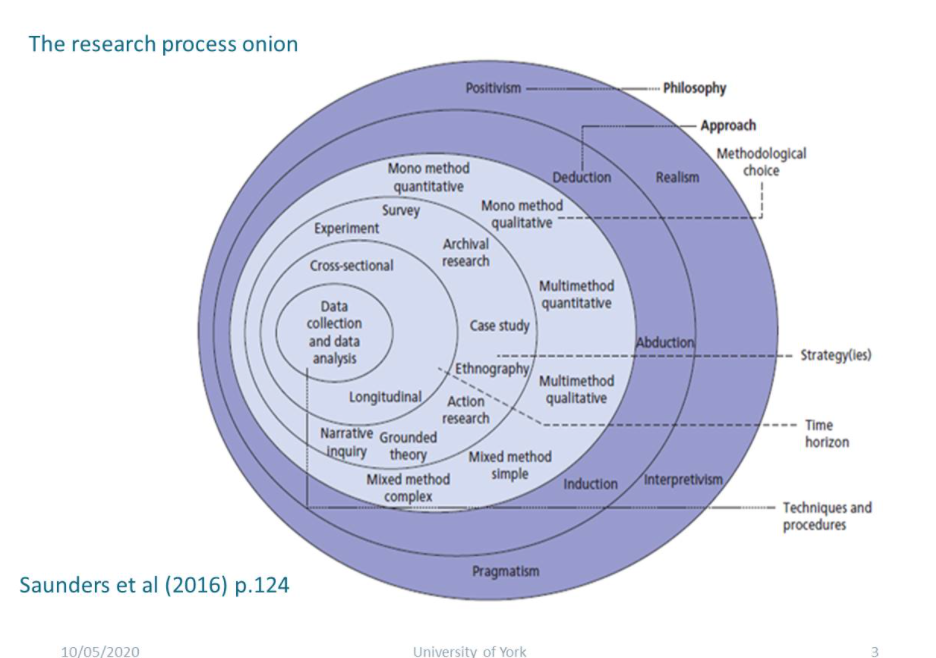 The research process onion
Positivism
Philosophy
Approach
Methodological
choice
Mono method
quantitative
Deduction
Realism
Survey
Mono method
qualitative
Experiment
Archival
research
Cross-sectional
Multimethod
quantitative
Data
collection
and data
analysis
Case study
Abduction
Strategy(ies)
Ethnography
Multimethod
qualitative
Longitudinal
Action
research
Time
horizon
Narrative
inquiry
Grounded
theory
Mixed method
simple
Mixed method
complex
Induction
Interpretivism
Techniques and
procedures
Pragmatism
Saunders et al (2016) p.124
10/05/2020
University of York
3